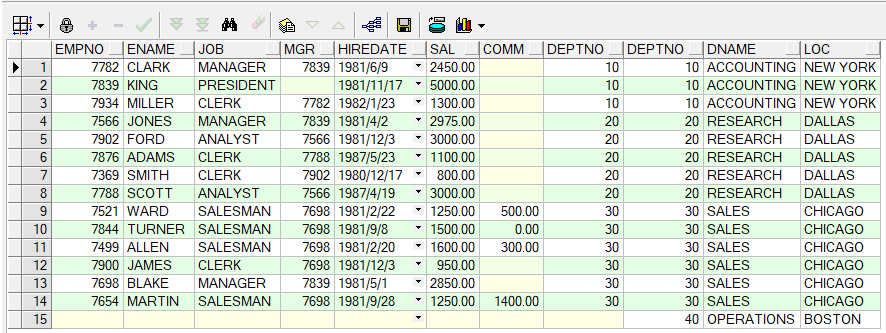 EMPNO ENAME JOB MGR HIREDATE SAL COMM DEPTNO DEPTNO DNAME LOC
1 7782 CLARK MANAGER 7839 1981/6/9 2450.00 10 10 ACCOUNTING NEW YORK
2 7839 KING PRESIDENT 1981/11/17 5000.00 10 10 ACCOUNTING NEW YORK
3 7934 MILLER CLERK 7782 1982/1/23 1300.00 10 10 ACCOUNTING NEW YORK
4 7566 JONES MANAGER 7839 1981/4/2 2975.00 20 20 RESEARCH DALLAS
5 7902 FORD ANALYST 7566 1981/12/3 3000.00 20 20 RESEARCH DALLAS
6 7876 ADAMS CLERK 7788 1987/5/23 1100.00 20 20 RESEARCH DALLAS
7 7369 SMITH CLERK 7902 1980/12/17 800.00 20 20 RESEARCH DALLAS
8 7788 SCOTT ANALYST 7566 1987/4/19 3000.00 20 20 RESEARCH DALLAS
9 7521 WARD SALESMAN 7698 1981/2/22 1250.00 500.00 30 30 SALES CHICAGO
10 7844 TURNER SALESMAN 7698 1981/9/8 1500.00 0.00 30 30 SALES CHICAGO
11 7499 ALLEN SALESMAN 7698 1981/2/20 1600.00 300.00 30 30 SALES CHICAGO
12 7900 JAMES CLERK 7698 1981/12/3 950.00 30 30 SALES CHICAGO
13 7698 BLAKE MANAGER 7839 1981/5/1 2850.00 30 30 SALES CHICAGO
14 7654 MARTIN SALESMAN 7698 1981/9/28 1250.00 1400.00 30 30 SALES CHICAGO
15 40 OPERATIONS BOSTON